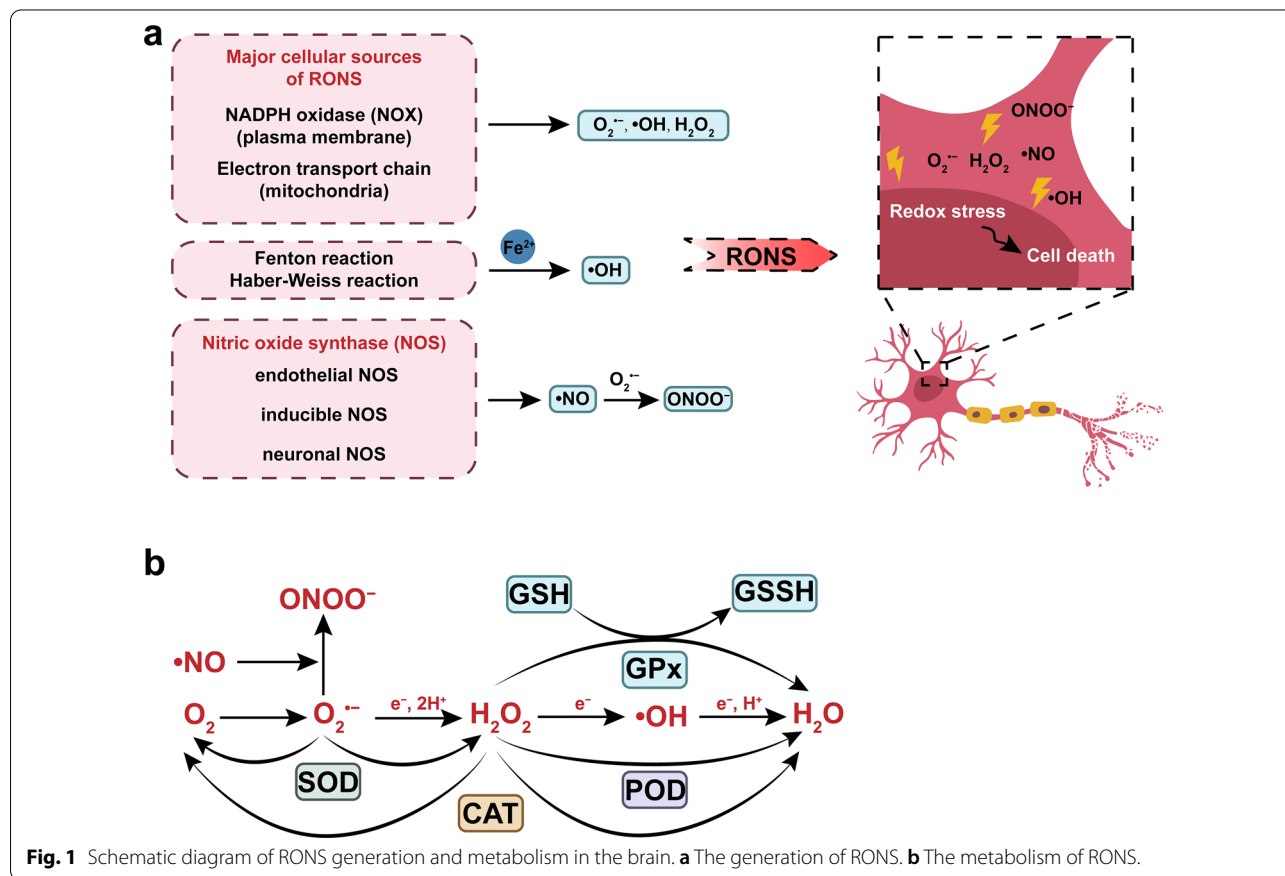 a
Major cellular sources
of RONS
NADPH oxidase (NOX)
(plasma membrane)
Electron transport chain
(mitochondria)
O₂•⁻, •OH, H₂O₂
Fenton reaction
Haber-Weiss reaction
Fe²⁺
•OH
RONS
Nitric oxide synthase (NOS)
endothelial NOS
inducible NOS
neuronal NOS
•NO
O₂•⁻
ONOO⁻
ONOO⁻
O₂•⁻
H₂O₂
•NO
•OH
Redox stress
Cell death
b
ONOO⁻
GSH
GSSH
•NO
GPx
O₂
O₂•⁻
e⁻, 2H⁺
H₂O₂
e⁻
•OH
e⁻, H⁺
H₂O
SOD
CAT
POD
Fig. 1 Schematic diagram of RONS generation and metabolism in the brain. a The generation of RONS. b The metabolism of RONS.